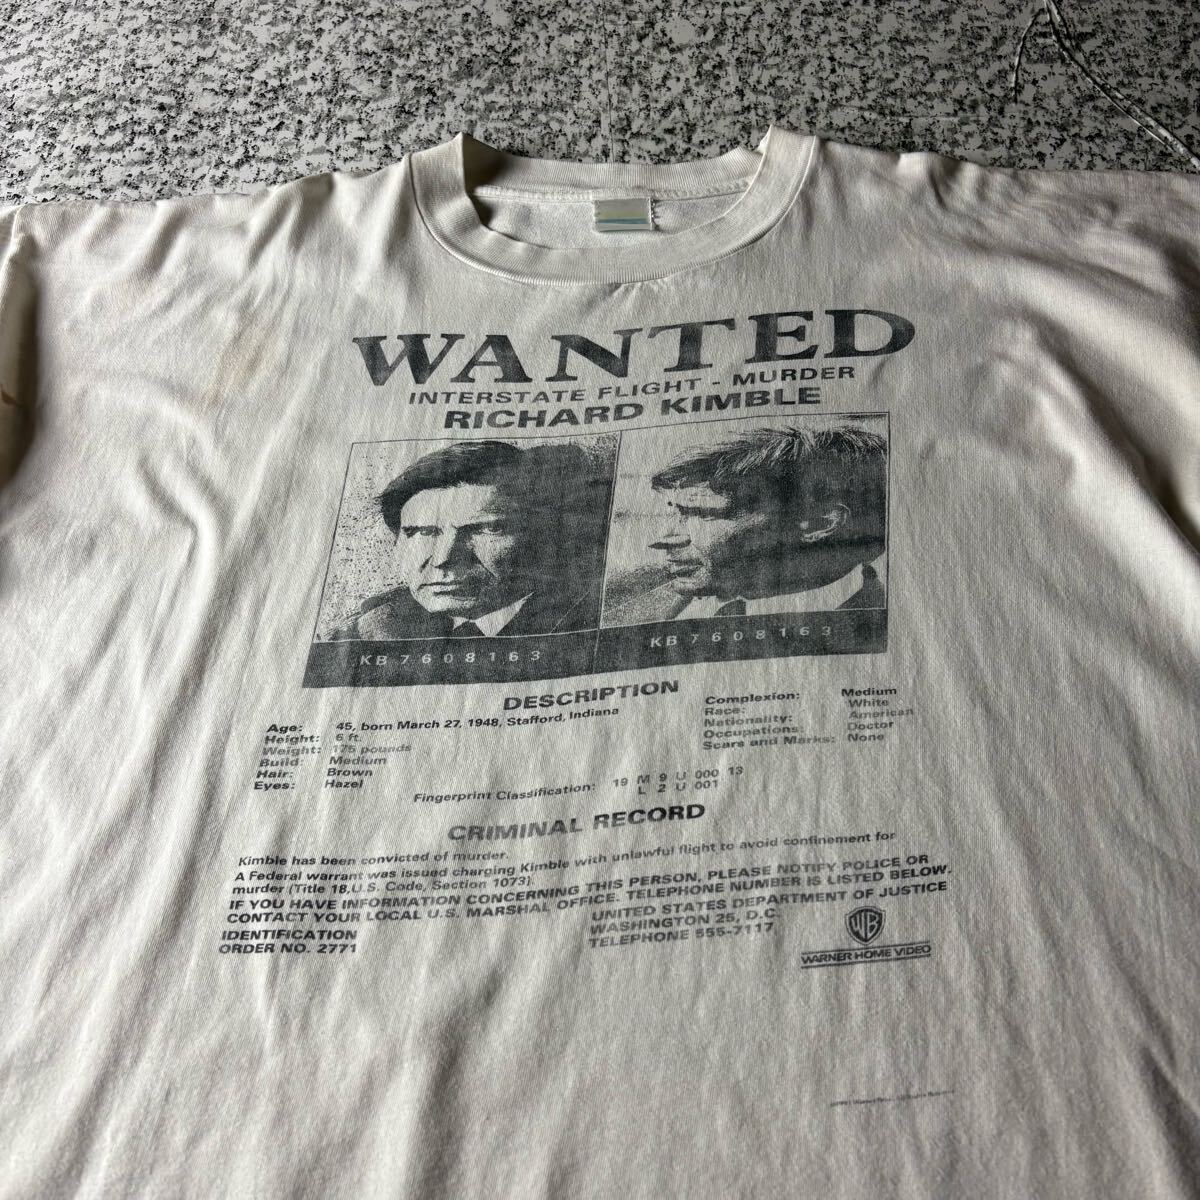 WANTED
INTERSTATE FLIGHT - MURDER
RICHARD KIMBLE
KB7608163
KB7608163
DESCRIPTION
Age: 45, born March 27, 1948, Stafford, Indiana
Height: 6 ft.
Weight: 175 pounds
Build: Medium
Hair: Brown
Eyes: Hazel
Complexion: Medium
Race: White
Nationality: American
Occupations: Doctor
Scars and Marks: None
Fingerprint Classification: 19 M 9 U 000 13
L 2 U 001
CRIMINAL RECORD
Kimble has been convicted of murder.
A Federal warrant was issued charging Kimble with unlawful flight to avoid confinement for
murder (Title 18, U.S. Code, Section 1073).
IF YOU HAVE INFORMATION CONCERNING THIS PERSON, PLEASE NOTIFY POLICE OR
CONTACT YOUR LOCAL U.S. MARSHAL OFFICE. TELEPHONE NUMBER IS LISTED BELOW.
IDENTIFICATION
ORDER NO. 2771
UNITED STATES DEPARTMENT OF JUSTICE
WASHINGTON 25, D.C.
TELEPHONE 555-7117
WB
WARNER HOME VIDEO